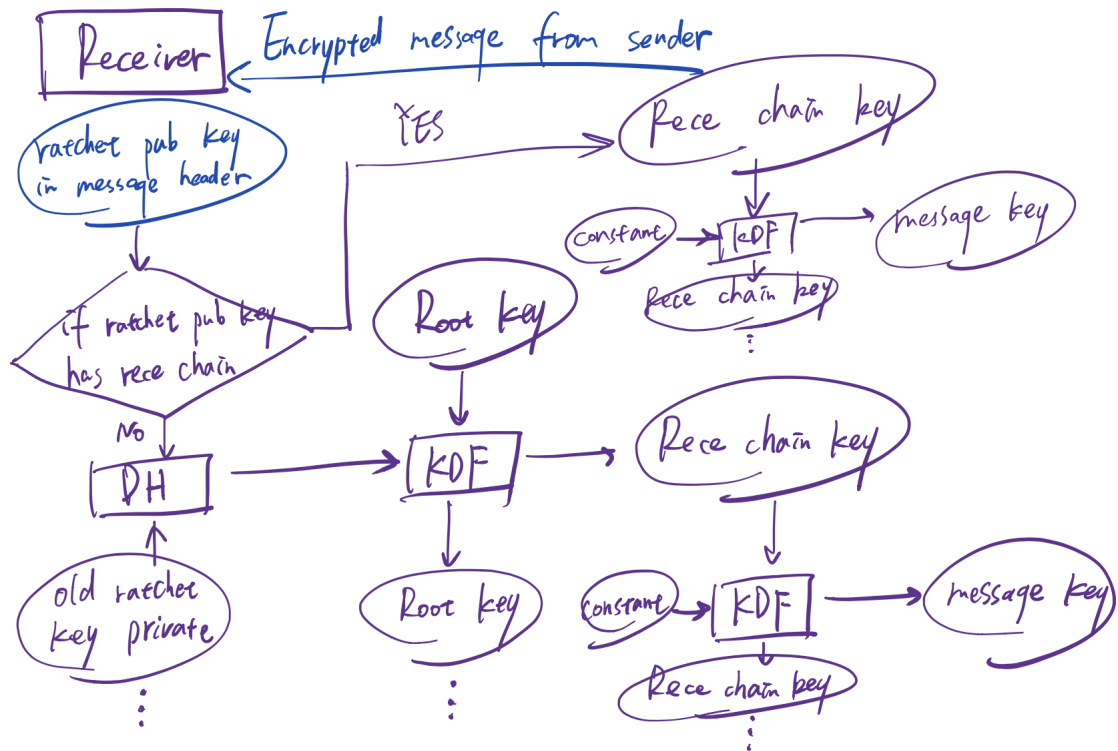 Receiver
Encrypted message from sender
ratchet pub key
in message header
YES
Rece chain key
constant
KDF
message key
Rece chain key
if ratchet pub key
has rece chain
Root key
No
DH
KDF
Rece chain key
old ratchet
key private
Root key
constant
KDF
message key
Rece chain key